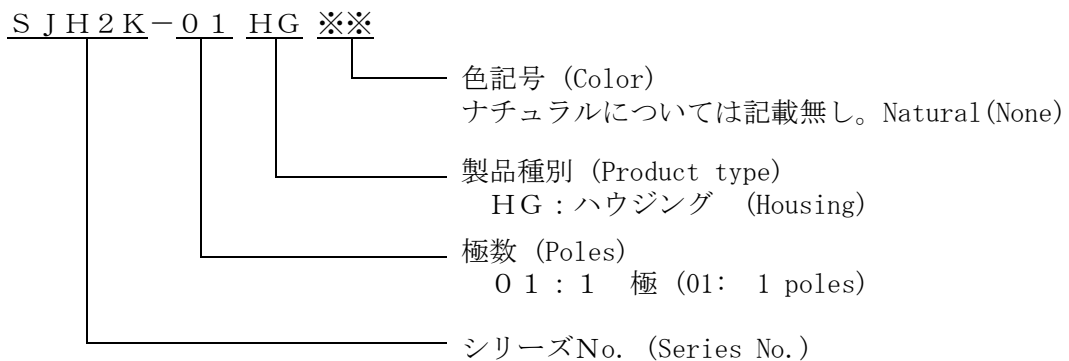 ＳＪＨ２Ｋ－０１ ＨＧ ※※
色記号 (Color)
ナチュラルについては記載無し。Natural(None)
製品種別 (Product type)
ＨＧ：ハウジング (Housing)
極数 (Poles)
０１：１ 極 (01: 1 poles)
シリーズNo. (Series No.)